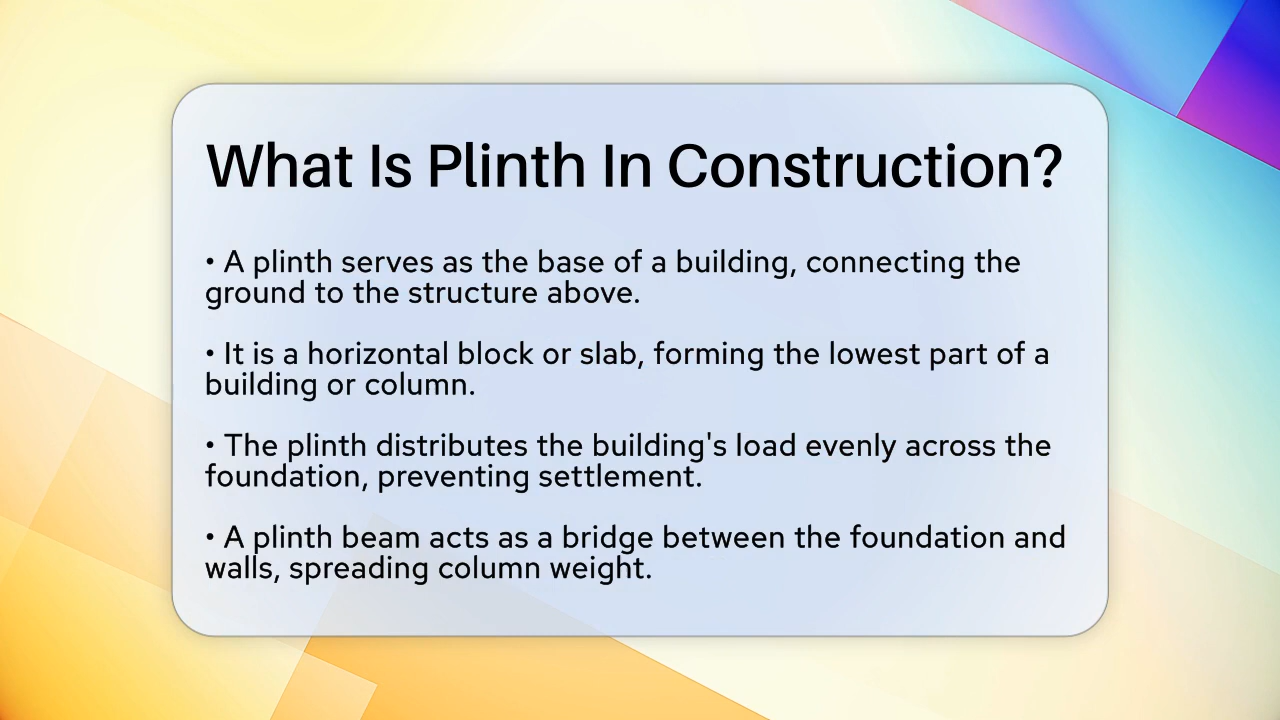 What Is Plinth In Construction?
• A plinth serves as the base of a building, connecting the
ground to the structure above.
• It is a horizontal block or slab, forming the lowest part of a
building or column.
• The plinth distributes the building's load evenly across the
foundation, preventing settlement.
• A plinth beam acts as a bridge between the foundation and
walls, spreading column weight.